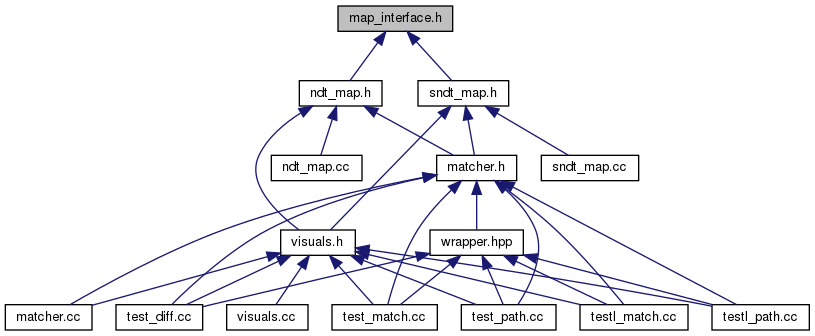 map_interface.h
ndt_map.h
sndt_map.h
ndt_map.cc
matcher.h
sndt_map.cc
visuals.h
wrapper.hpp
matcher.cc
test_diff.cc
visuals.cc
test_match.cc
test_path.cc
testl_match.cc
testl_path.cc